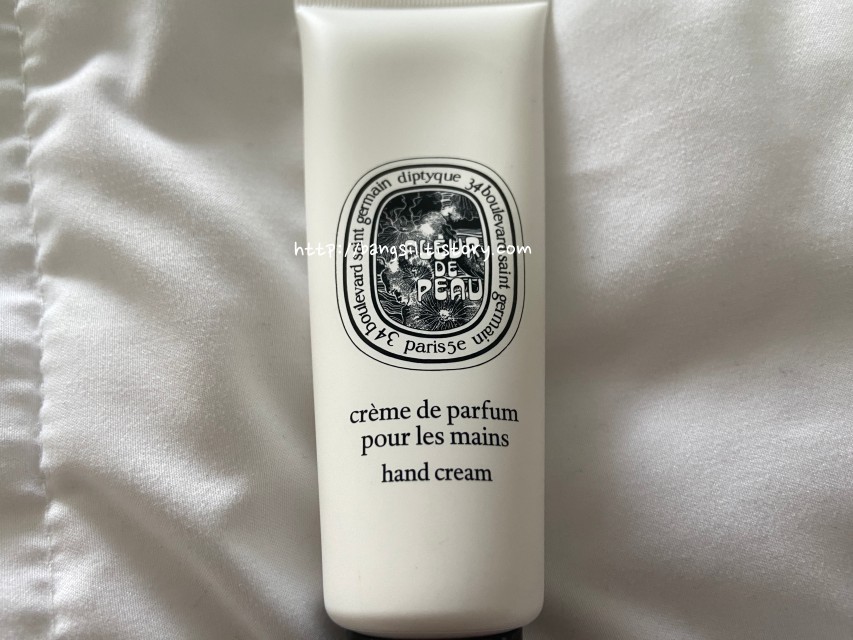 34 boulevard saint germain diptyque 34 boulevard saint germain paris 5e
FLEUR
DE
PEAU
crème de parfum
pour les mains
hand cream